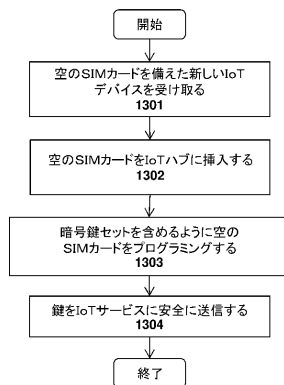 開始
空のSIMカードを備えた新しいIoT
デバイスを受け取る
1301
空のSIMカードをIoTハブに挿入する
1302
暗号鍵セットを含めるように空の
SIMカードをプログラミングする
1303
鍵をIoTサービスに安全に送信する
1304
終了